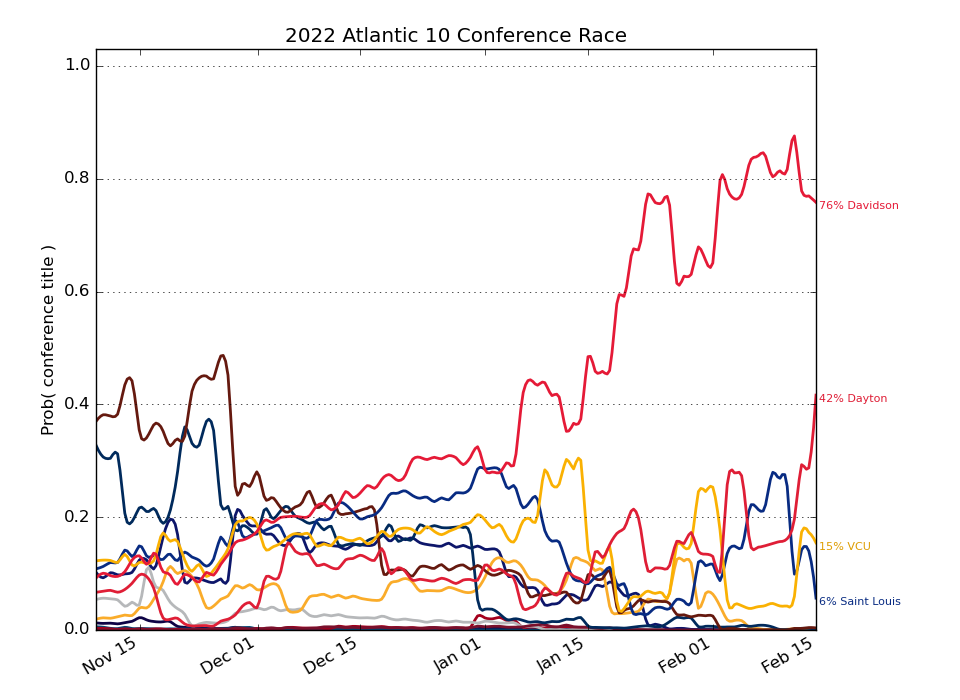 2022 Atlantic 10 Conference Race
Prob( conference title )
1.0
0.8
0.6
0.4
0.2
0.0
76% Davidson
42% Dayton
15% VCU
6% Saint Louis
Nov 15
Dec 01
Dec 15
Jan 01
Jan 15
Feb 01
Feb 15